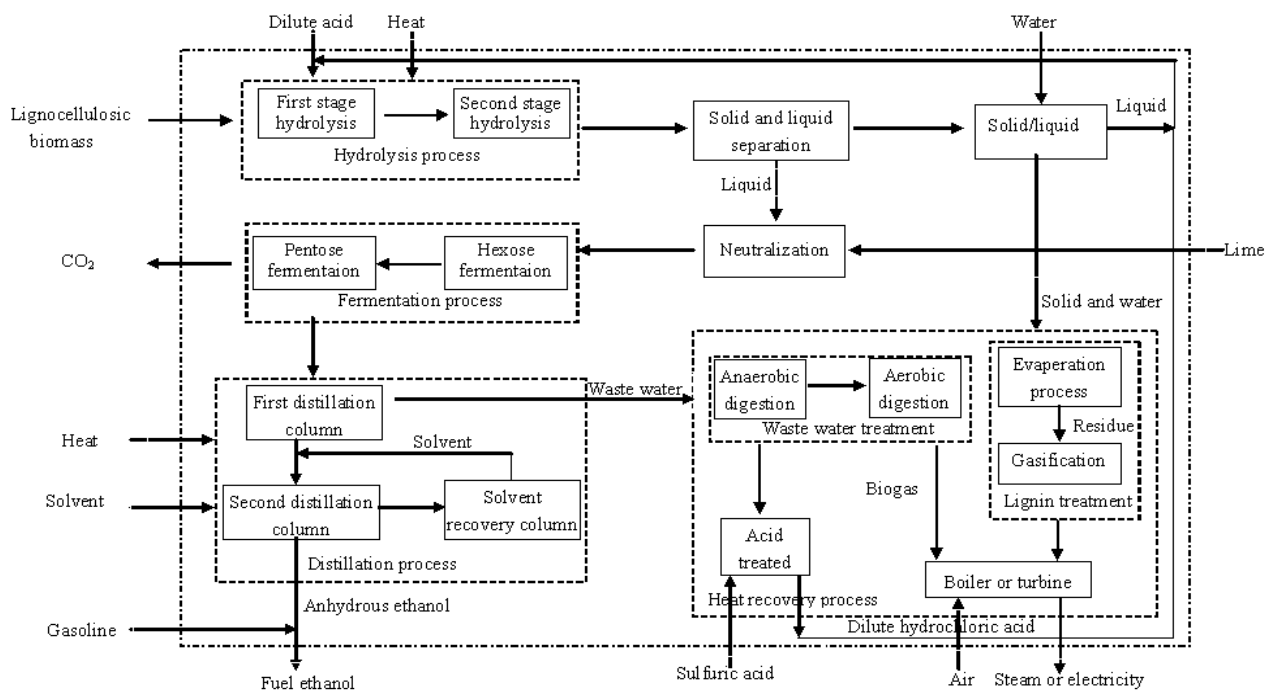 Dilute acid
Heat
Water
Lignocellulosic
biomass
First stage
hydrolysis
Second stage
hydrolysis
Hydrolysis process
Solid and liquid
separation
Solid/liquid
Liquid
Liquid
CO₂
Pentose
fermentaion
Hexose
fermentaion
Fermentation process
Neutralization
Lime
Solid and water
Waste water
First distillation
column
Heat
Solvent
Solvent
Second distillation
column
Solvent
recovery column
Distillation process
Anaerobic
digestion
Aerobic
digestion
Waste water treatment
Evaperation
process
Residue
Gasification
Lignin treatment
Biogas
Acid
treated
Boiler or turbine
Heat recovery process
Anhydrous ethanol
Gasoline
Dilute hydrochloric acid
Fuel ethanol
Sulfuric acid
Air
Steam or electricity